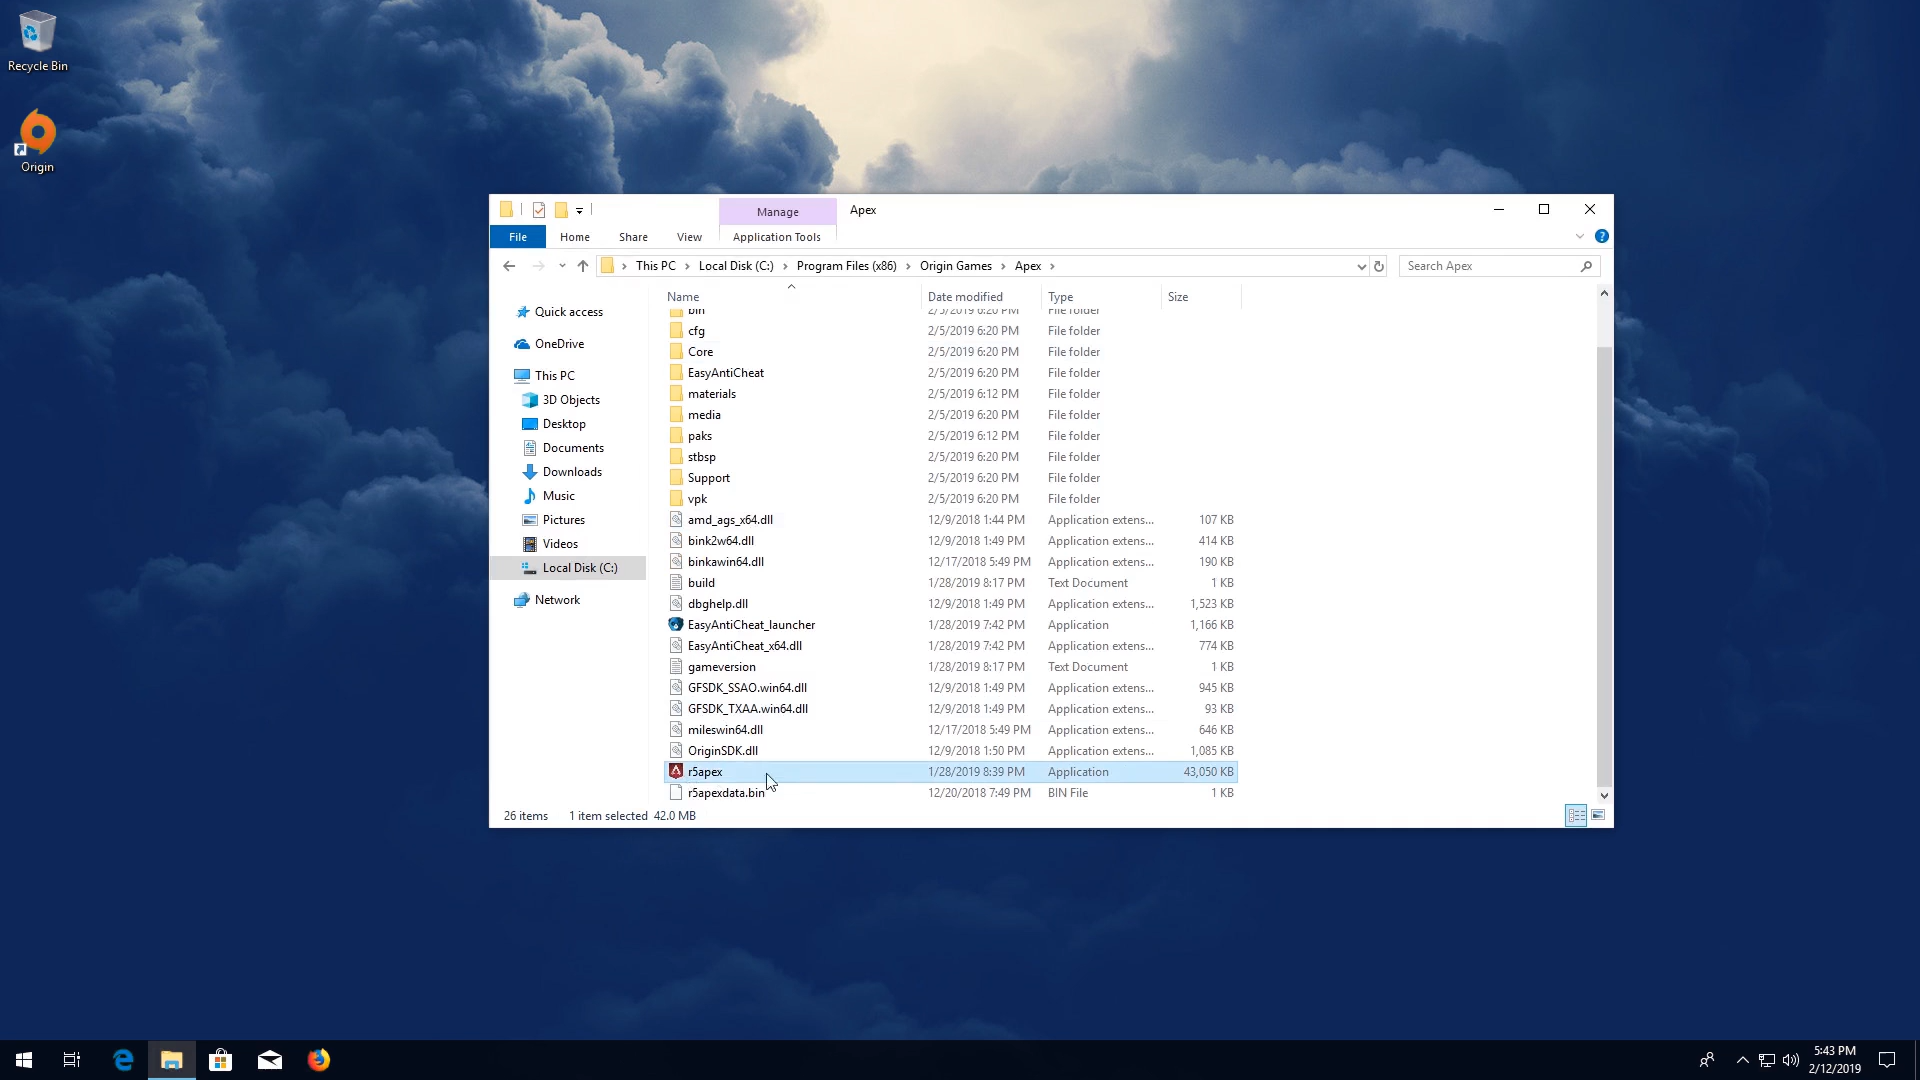 Recycle Bin
Origin
Manage
Apex
File
Home
Share
View
Application Tools
This PC
Local Disk (C:)
Program Files (x86)
Origin Games
Apex
Search Apex
Quick access
OneDrive
This PC
3D Objects
Desktop
Documents
Downloads
Music
Pictures
Videos
Local Disk (C:)
Network
Name Date modified Type Size
bin 2/5/2019 6:20 PM File folder
cfg 2/5/2019 6:20 PM File folder
Core 2/5/2019 6:20 PM File folder
EasyAntiCheat 2/5/2019 6:20 PM File folder
materials 2/5/2019 6:12 PM File folder
media 2/5/2019 6:20 PM File folder
paks 2/5/2019 6:12 PM File folder
stbsp 2/5/2019 6:20 PM File folder
Support 2/5/2019 6:20 PM File folder
vpk 2/5/2019 6:20 PM File folder
amd_ags_x64.dll 12/9/2018 1:44 PM Application extens... 107 KB
bink2w64.dll 12/9/2018 1:49 PM Application extens... 414 KB
binkawin64.dll 12/17/2018 5:49 PM Application extens... 190 KB
build 1/28/2019 8:17 PM Text Document 1 KB
dbghelp.dll 12/9/2018 1:49 PM Application extens... 1,523 KB
EasyAntiCheat_launcher 1/28/2019 7:42 PM Application 1,166 KB
EasyAntiCheat_x64.dll 1/28/2019 7:42 PM Application extens... 774 KB
gameversion 1/28/2019 8:17 PM Text Document 1 KB
GFSDK_SSAO.win64.dll 12/9/2018 1:49 PM Application extens... 945 KB
GFSDK_TXAA.win64.dll 12/9/2018 1:49 PM Application extens... 93 KB
mileswin64.dll 12/17/2018 5:49 PM Application extens... 646 KB
OriginSDK.dll 12/9/2018 1:50 PM Application extens... 1,085 KB
r5apex 1/28/2019 8:39 PM Application 43,050 KB
r5apexdata.bin 12/20/2018 7:49 PM BIN File 1 KB
26 items 1 item selected 42.0 MB
5:43 PM
2/12/2019